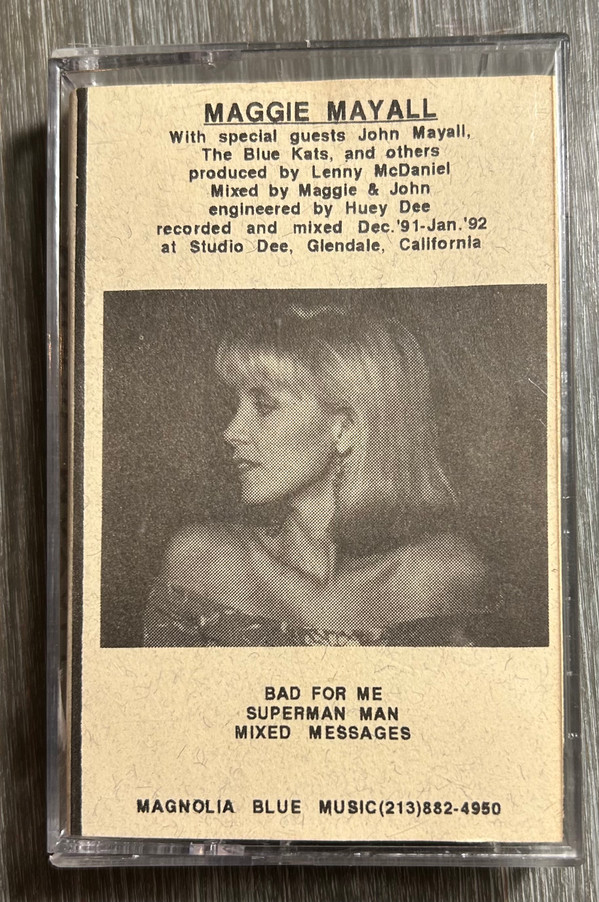 MAGGIE MAYALL
With special guests John Mayall,
The Blue Kats, and others
produced by Lenny McDaniel
Mixed by Maggie & John
engineered by Huey Dee
recorded and mixed Dec.'91-Jan.'92
at Studio Dee, Glendale, California
BAD FOR ME
SUPERMAN MAN
MIXED MESSAGES
MAGNOLIA BLUE MUSIC(213)882-4950